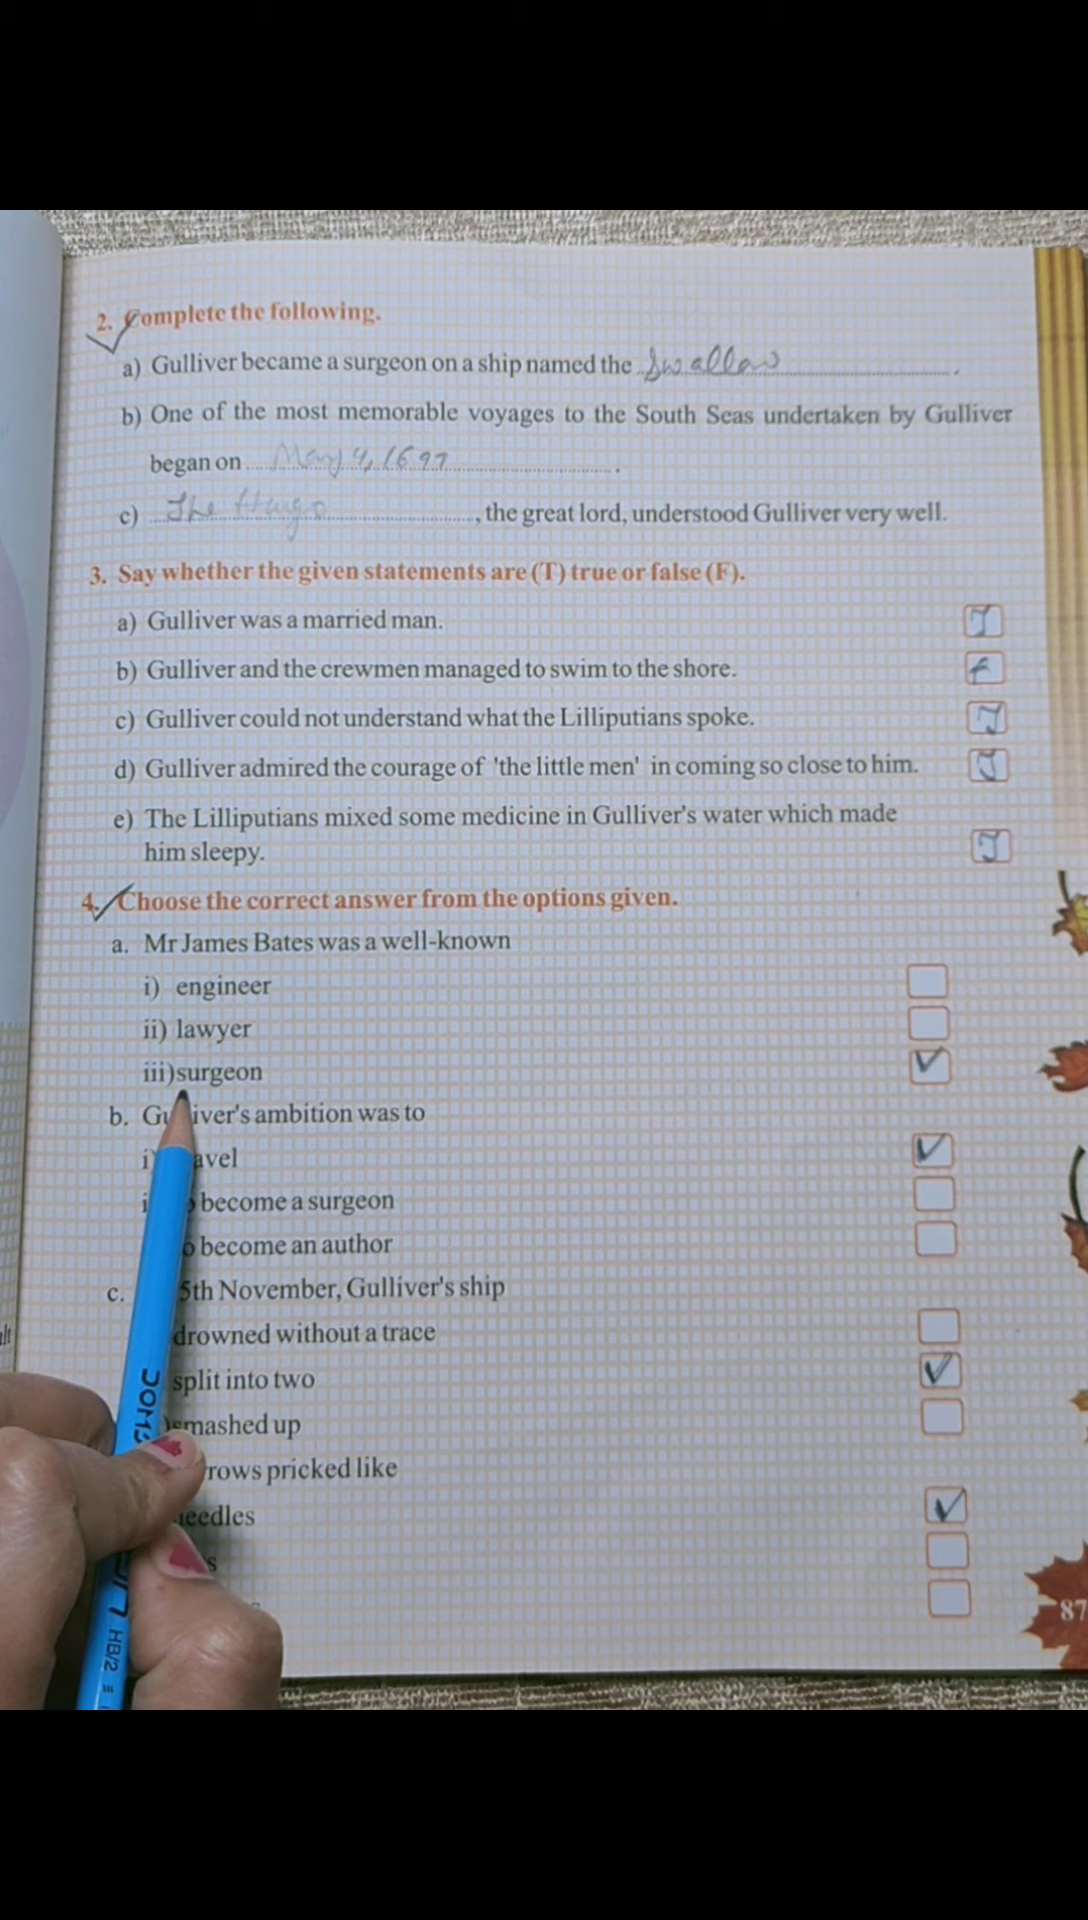 2. Complete the following.
a) Gulliver became a surgeon on a ship named the Swallow.
b) One of the most memorable voyages to the South Seas undertaken by Gulliver
began on May 4, 1697.
c) The Hurgo, the great lord, understood Gulliver very well.
3. Say whether the given statements are (T) true or false (F).
a) Gulliver was a married man. T
b) Gulliver and the crewmen managed to swim to the shore. F
c) Gulliver could not understand what the Lilliputians spoke. T
d) Gulliver admired the courage of 'the little men' in coming so close to him. T
e) The Lilliputians mixed some medicine in Gulliver's water which made
him sleepy. T
4. Choose the correct answer from the options given.
a. Mr James Bates was a well-known
i) engineer
ii) lawyer
iii) surgeon ✓
b. Gulliver's ambition was to
i) avel ✓
become a surgeon
o become an author
c. 5th November, Gulliver's ship
drowned without a trace
split into two ✓
) smashed up
rows pricked like
needles ✓
s
DOMS
HB/2
87